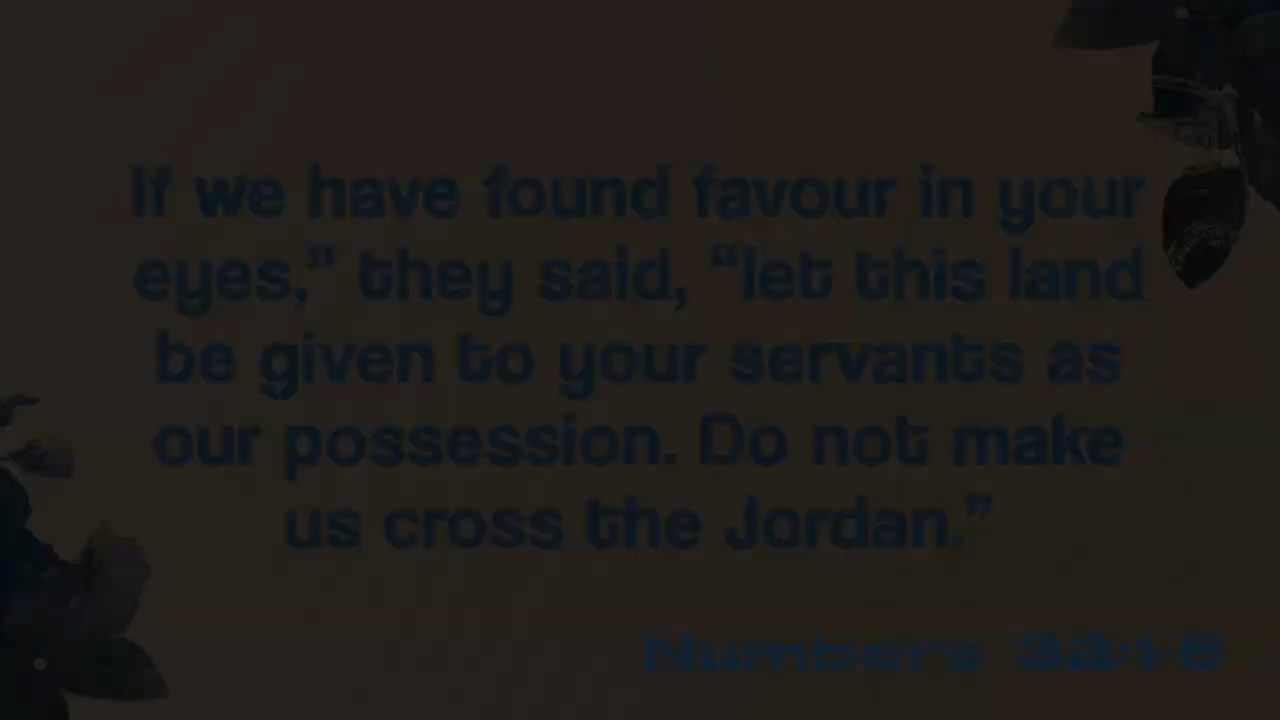 If we have found favour in your
eyes,” they said, “let this land
be given to your servants as
our possession. Do not make
us cross the Jordan.”
Numbers 32:1-5